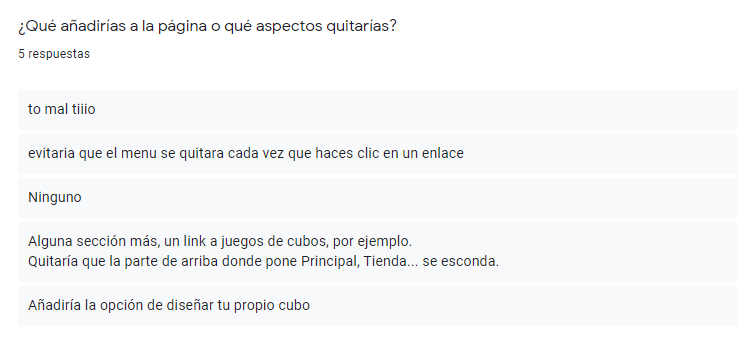 ¿Qué añadirías a la página o qué aspectos quitarías?
5 respuestas
to mal tiiio
evitaria que el menu se quitara cada vez que haces clic en un enlace
Ninguno
Alguna sección más, un link a juegos de cubos, por ejemplo.
Quitaría que la parte de arriba donde pone Principal, Tienda... se esconda.
Añadiría la opción de diseñar tu propio cubo